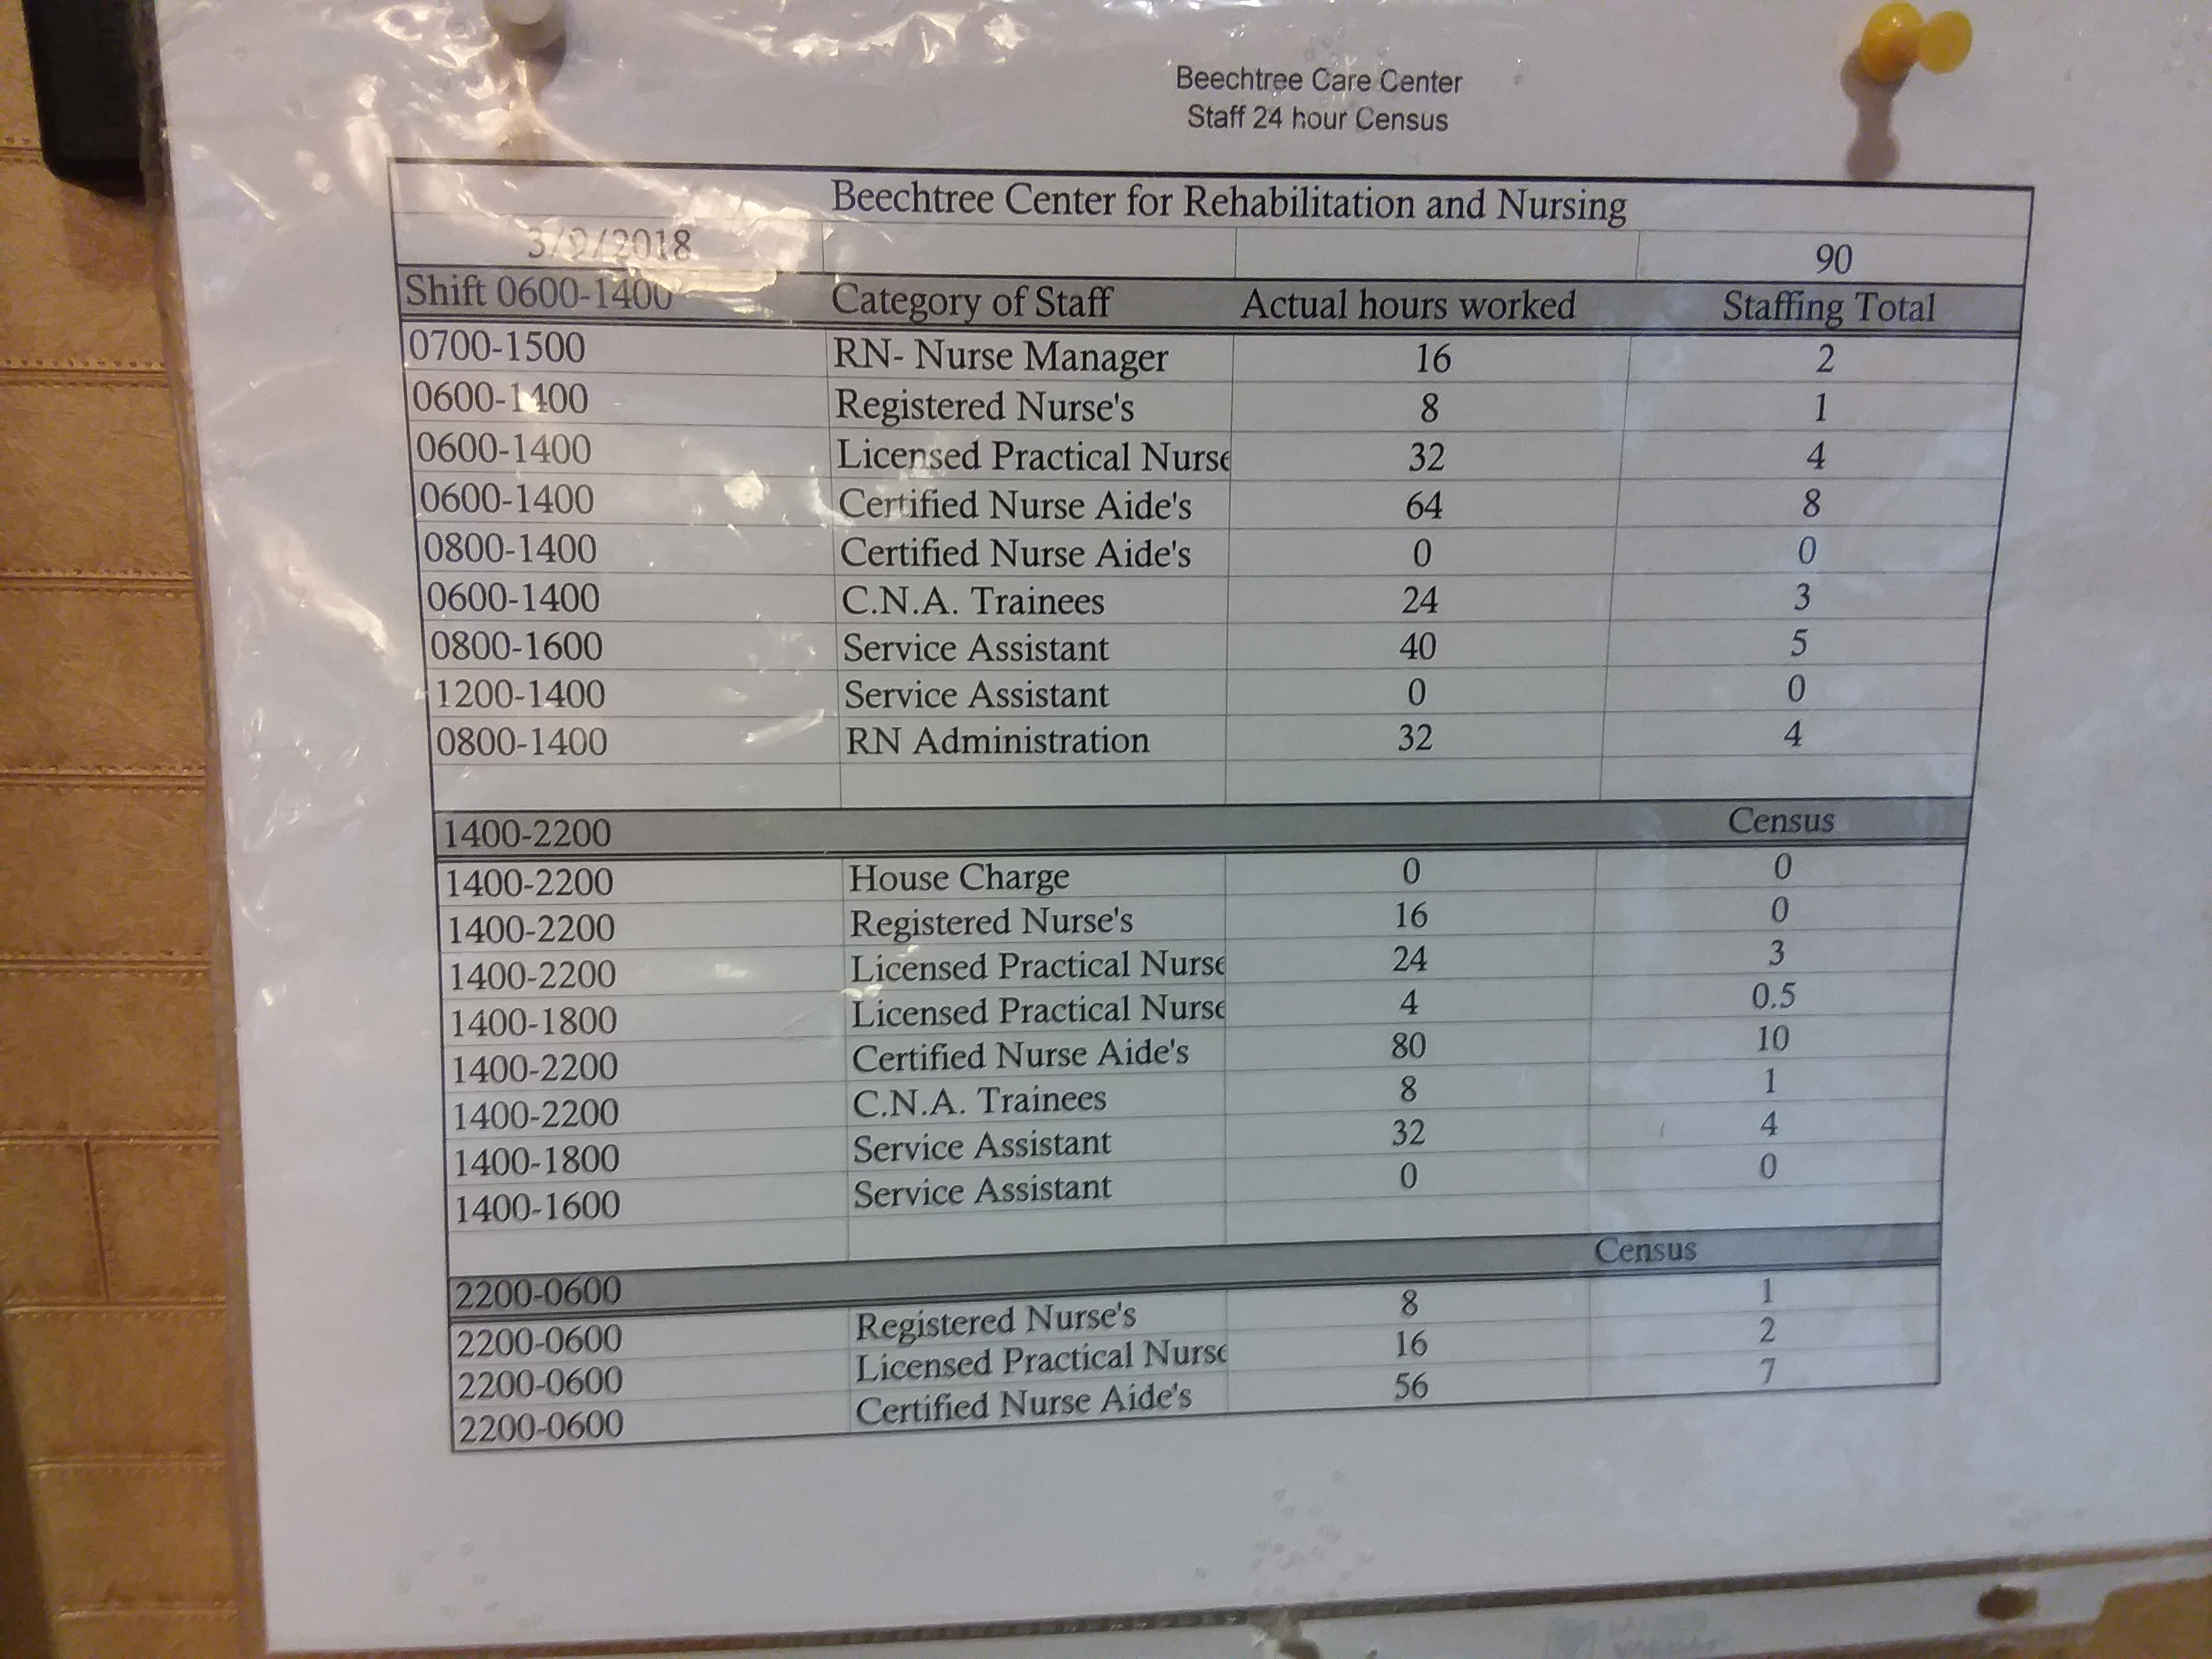 Beechtree Care Center
Staff 24 hour Census
Beechtree Center for Rehabilitation and Nursing
3/9/2018 90
Shift 0600-1400 Category of Staff Actual hours worked Staffing Total
0700-1500 RN- Nurse Manager 16 2
0600-1400 Registered Nurse's 8 1
0600-1400 Licensed Practical Nurse 32 4
0600-1400 Certified Nurse Aide's 64 8
0800-1400 Certified Nurse Aide's 0 0
0600-1400 C.N.A. Trainees 24 3
0800-1600 Service Assistant 40 5
1200-1400 Service Assistant 0 0
0800-1400 RN Administration 32 4
1400-2200 Census
1400-2200 House Charge 0 0
1400-2200 Registered Nurse's 16 0
1400-2200 Licensed Practical Nurse 24 3
1400-1800 Licensed Practical Nurse 4 0.5
1400-2200 Certified Nurse Aide's 80 10
1400-2200 C.N.A. Trainees 8 1
1400-1800 Service Assistant 32 4
1400-1600 Service Assistant 0 0
2200-0600 Census
2200-0600 Registered Nurse's 8 1
2200-0600 Licensed Practical Nurse 16 2
2200-0600 Certified Nurse Aide's 56 7